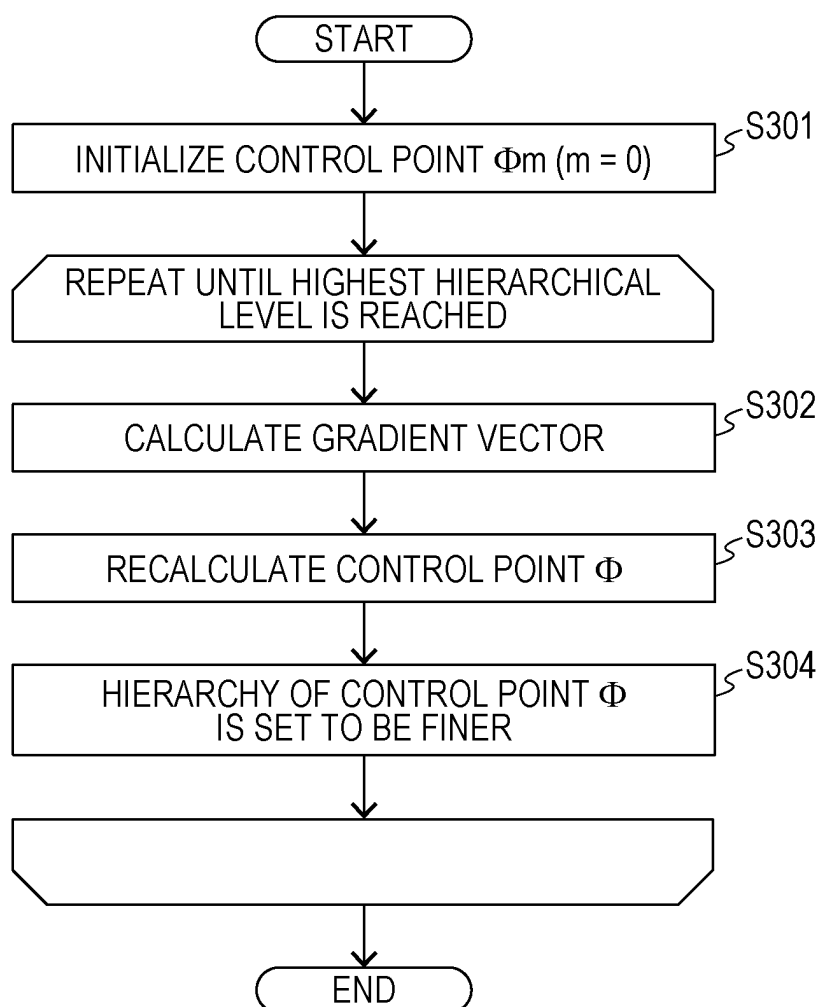 START
S301
INITIALIZE CONTROL POINT Φm (m = 0)
REPEAT UNTIL HIGHEST HIERARCHICAL
LEVEL IS REACHED
S302
CALCULATE GRADIENT VECTOR
S303
RECALCULATE CONTROL POINT Φ
S304
HIERARCHY OF CONTROL POINT Φ
IS SET TO BE FINER
END